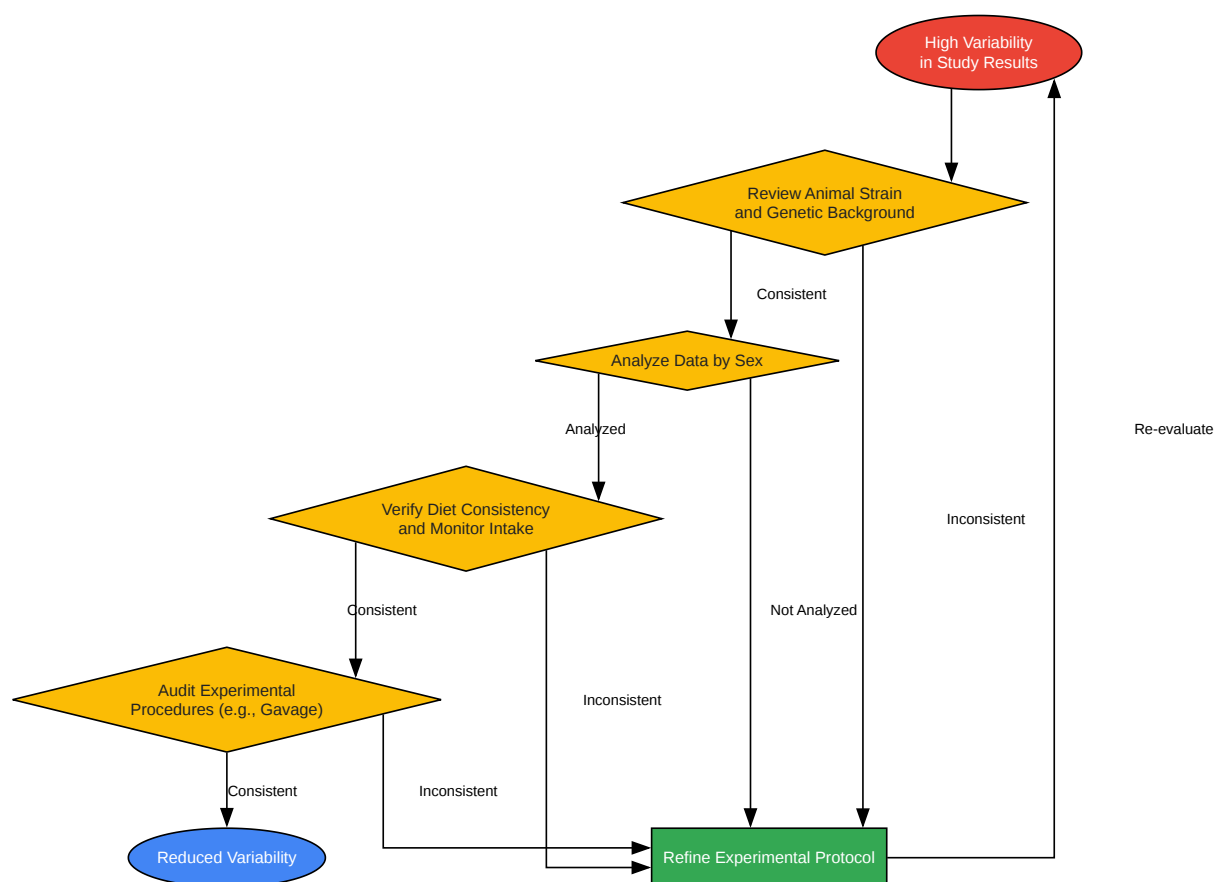 High Variability
in Study Results
Review Animal Strain
and Genetic Background
Consistent
Analyze Data by Sex
Analyzed
Re-evaluate
Verify Diet Consistency
and Monitor Intake
Inconsistent
Consistent
Not Analyzed
Audit Experimental
Procedures (e.g., Gavage)
Inconsistent
Consistent
Inconsistent
Reduced Variability
Refine Experimental Protocol